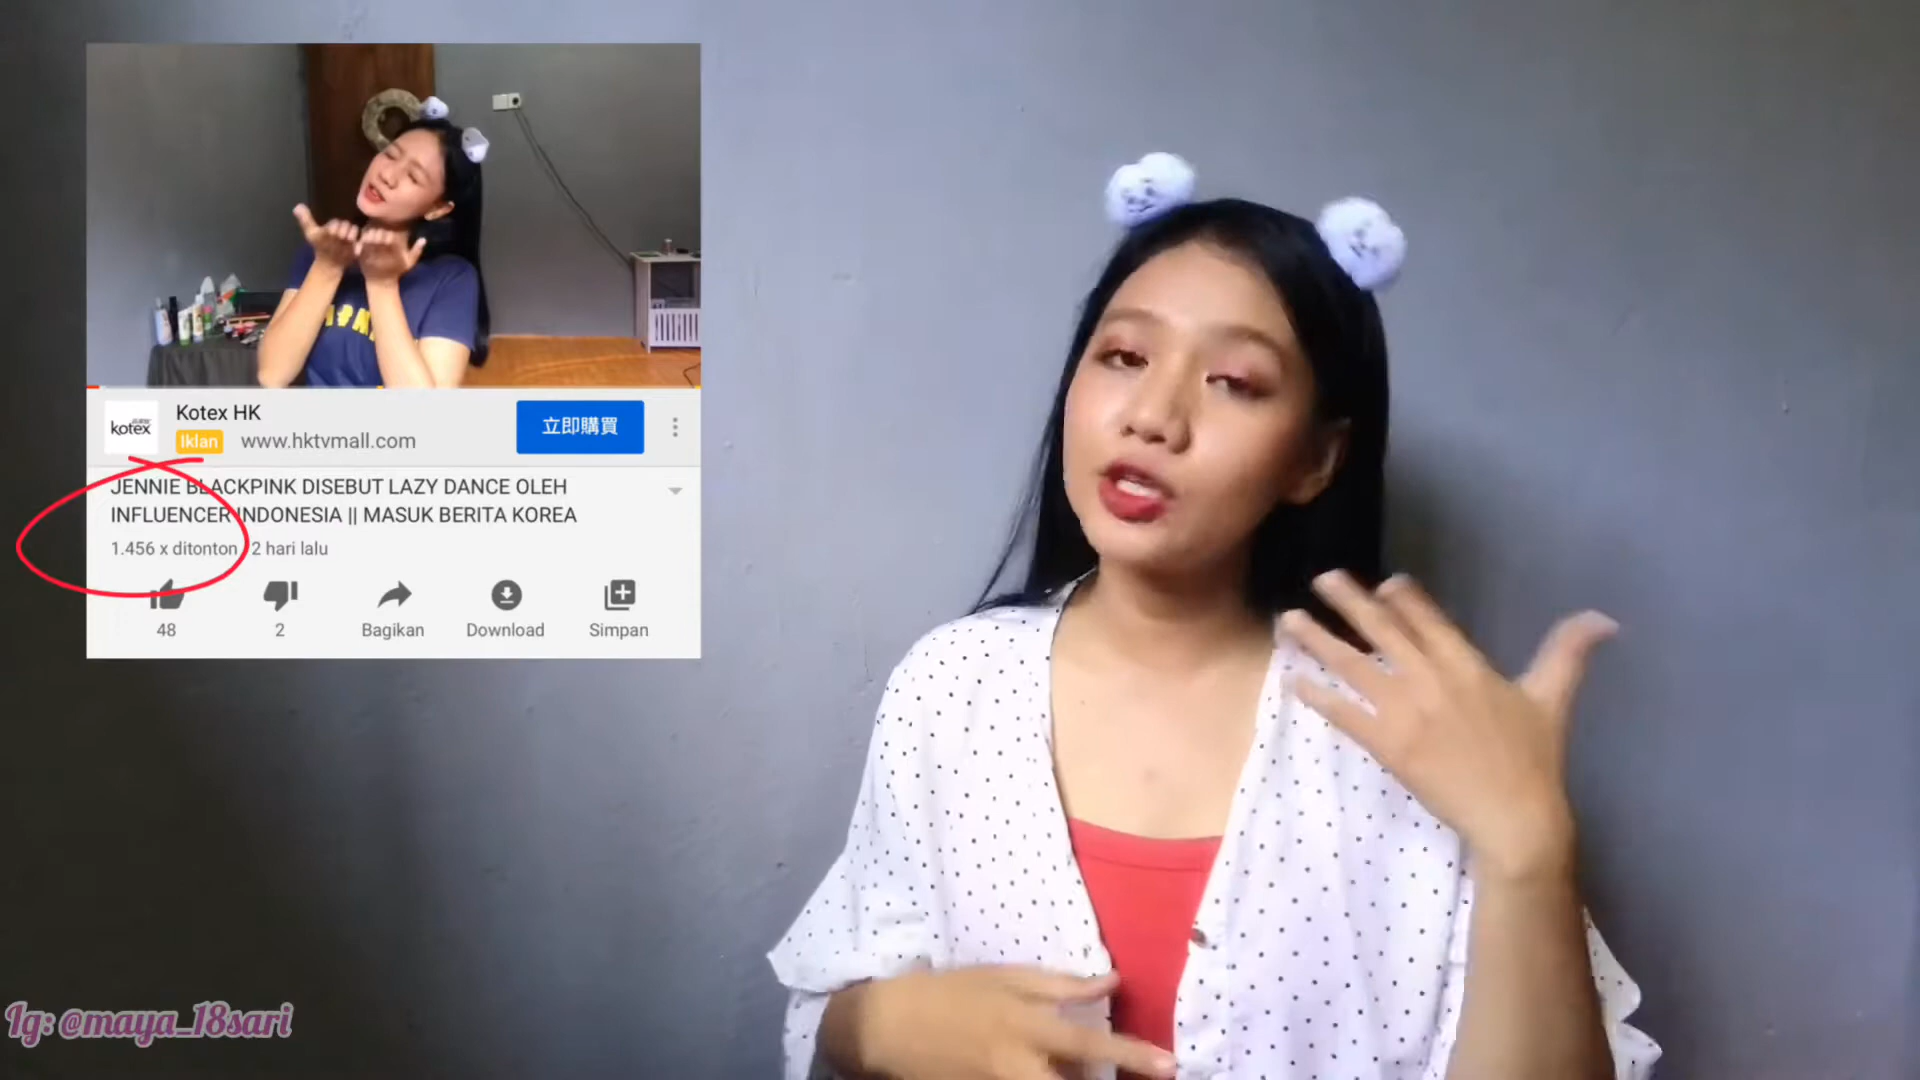 kotex
Kotex HK
Iklan www.hktvmall.com
立即購買
JENNIE BLACKPINK DISEBUT LAZY DANCE OLEH
INFLUENCER INDONESIA || MASUK BERITA KOREA
1.456 x ditonton 2 hari lalu
48
2
Bagikan
Download
Simpan
Ig: @maya_18sari